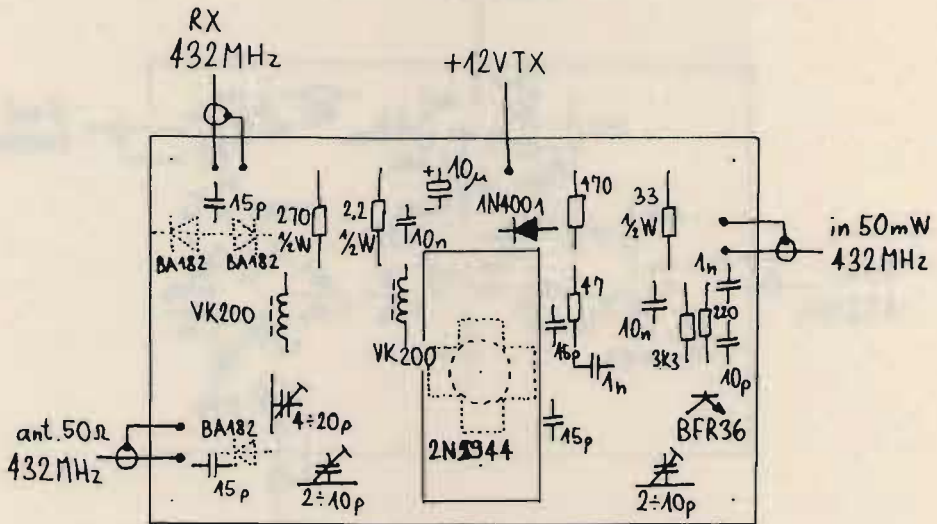 RX
432MHz
+12V TX
10µ
15p
270
½W
2.2
½W
10n
1N4001
470
33
½W
in 50mW
432MHz
BA182
BA182
VK200
VK200
47
15p
1n
10n
3K3
220
1n
10p
BFR36
4÷20p
ant. 50Ω
432MHz
BA182
15p
2÷10p
2N5944
15p
2÷10p
+
-